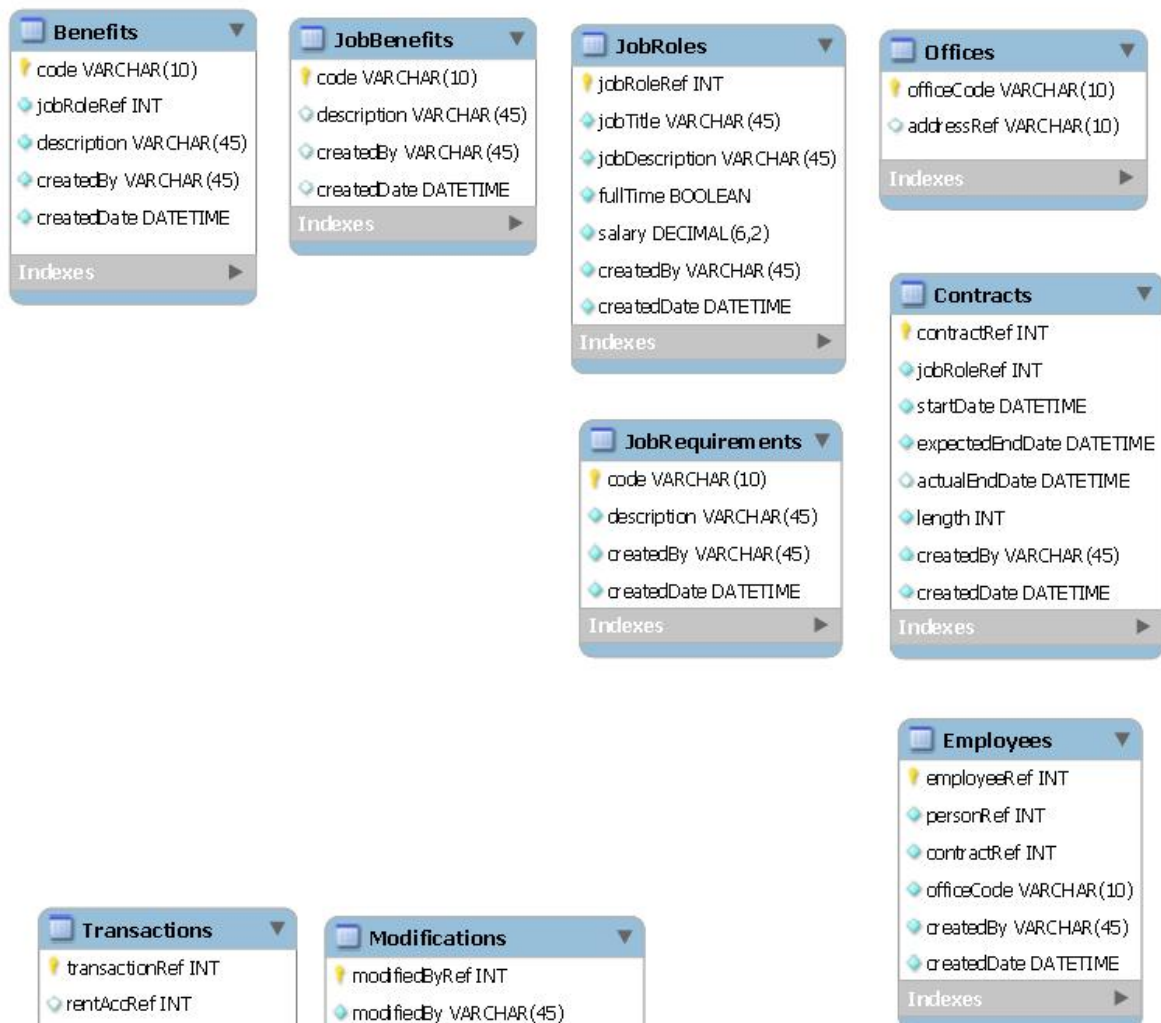 Benefits
code VARCHAR(10)
jobRoleRef INT
description VARCHAR(45)
createdBy VARCHAR(45)
createdDate DATETIME
Indexes
JobBenefits
code VARCHAR(10)
description VARCHAR(45)
createdBy VARCHAR(45)
createdDate DATETIME
Indexes
JobRoles
jobRoleRef INT
jobTitle VARCHAR(45)
jobDescription VARCHAR(45)
fullTime BOOLEAN
salary DECIMAL(6,2)
createdBy VARCHAR(45)
createdDate DATETIME
Indexes
Offices
officeCode VARCHAR(10)
addressRef VARCHAR(10)
Indexes
Contracts
contractRef INT
jobRoleRef INT
startDate DATETIME
expectedEndDate DATETIME
actualEndDate DATETIME
length INT
createdBy VARCHAR(45)
createdDate DATETIME
Indexes
JobRequirements
code VARCHAR(10)
description VARCHAR(45)
createdBy VARCHAR(45)
createdDate DATETIME
Indexes
Employees
employeeRef INT
personRef INT
contractRef INT
officeCode VARCHAR(10)
createdBy VARCHAR(45)
createdDate DATETIME
Indexes
Transactions
transactionRef INT
rentAccRef INT
Modifications
modifiedByRef INT
modifiedBy VARCHAR(45)